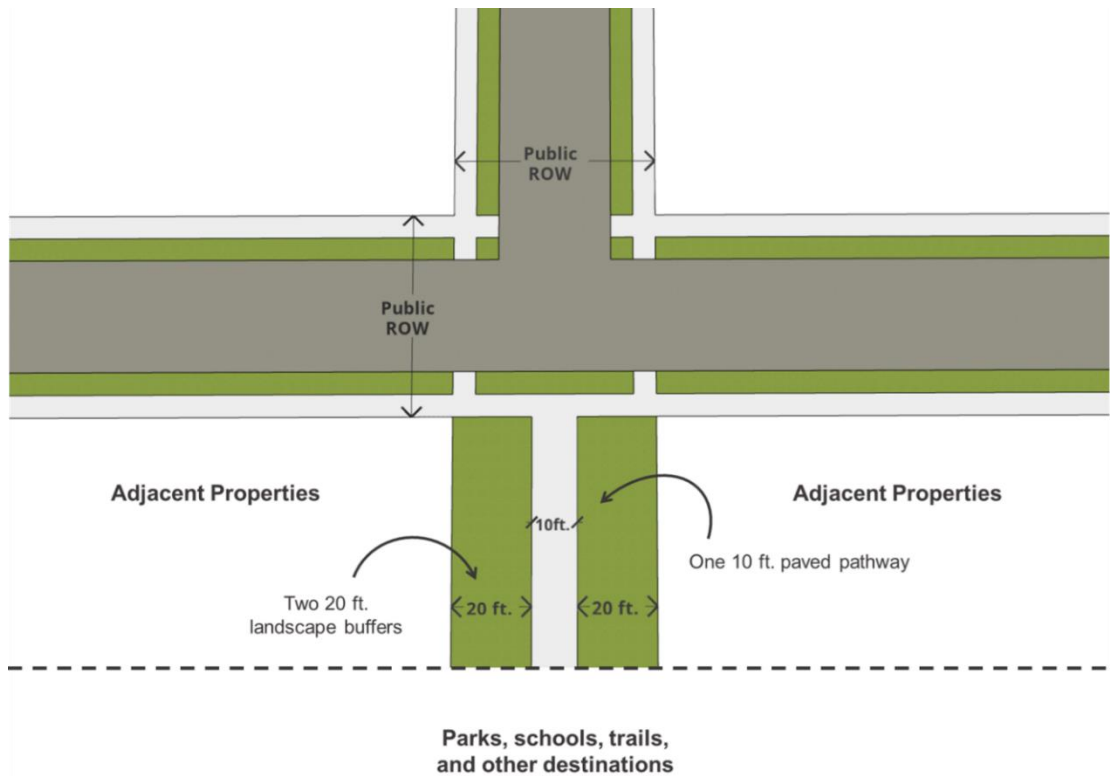 Public
ROW
Public
ROW
Adjacent Properties
Adjacent Properties
10ft.
One 10 ft. paved pathway
Two 20 ft.
landscape buffers
20 ft.
20 ft.
Parks, schools, trails,
and other destinations